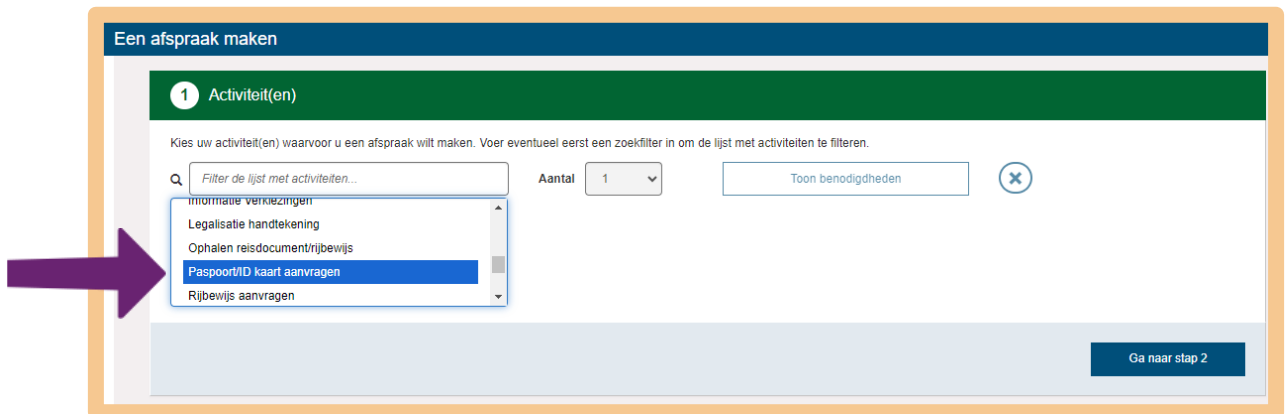 Een afspraak maken
1 Activiteit(en)
Kies uw activiteit(en) waarvoor u een afspraak wilt maken. Voer eventueel eerst een zoekfilter in om de lijst met activiteiten te filteren.
Filter de lijst met activiteiten... Aantal 1 Toon benodigdheden
Informatie Verkiezingen
Legalisatie handtekening
Ophalen reisdocument/rijbewijs
Paspoort/ID kaart aanvragen
Rijbewijs aanvragen
Ga naar stap 2